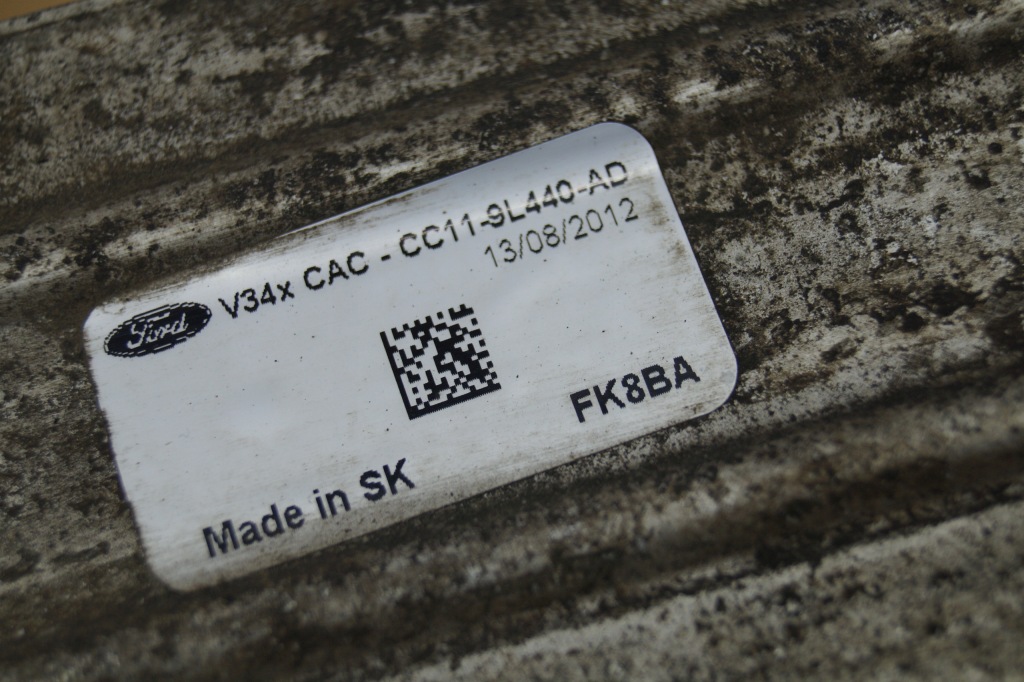 Ford V34x CAC - CC11-9L440-AD
13/08/2012
FK8BA
Made in SK